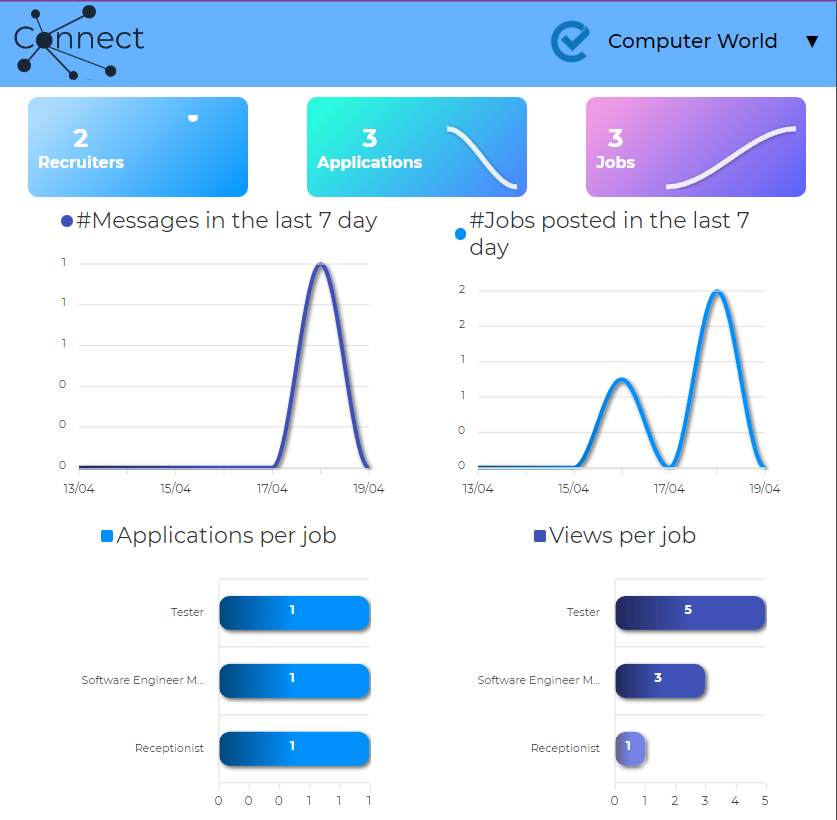 Connect
Computer World ▼
2
Recruiters
3
Applications
3
Jobs
#Messages in the last 7 day
1
1
1
0
0
0
13/04 15/04 17/04 19/04
#Jobs posted in the last 7
day
2
2
1
1
0
0
13/04 15/04 17/04 19/04
Applications per job
Tester 1
Software Engineer M... 1
Receptionist 1
0 0 0 1 1 1
Views per job
Tester 5
Software Engineer M... 3
Receptionist 1
0 1 2 3 4 5